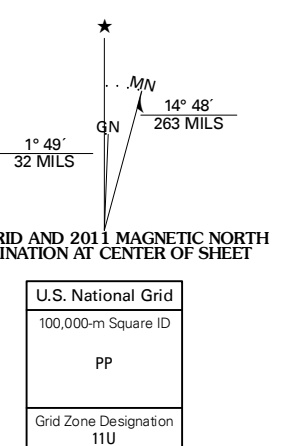 ★
MN
GN
14° 48´
263 MILS
1° 49´
32 MILS
RID AND 2011 MAGNETIC NORTH
INATION AT CENTER OF SHEET
U.S. National Grid
100,000-m Square ID
PP
Grid Zone Designation
11U